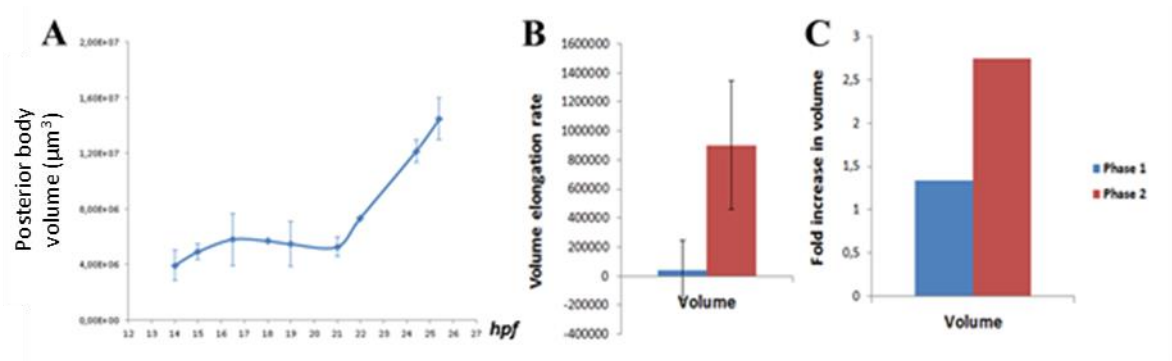 A
2,00E+07
1,60E+07
1,20E+07
8,00E+06
4,00E+06
0,00E+00
Posterior body
volume (µm³)
12 13 14 15 16 17 18 19 20 21 22 23 24 25 26 27
hpf
B
1600000
1400000
1200000
1000000
800000
600000
400000
200000
0
-200000
-400000
Volume elongation rate
Volume
C
3
2,5
2
1,5
1
0,5
0
Fold increase in volume
Volume
Phase 1
Phase 2